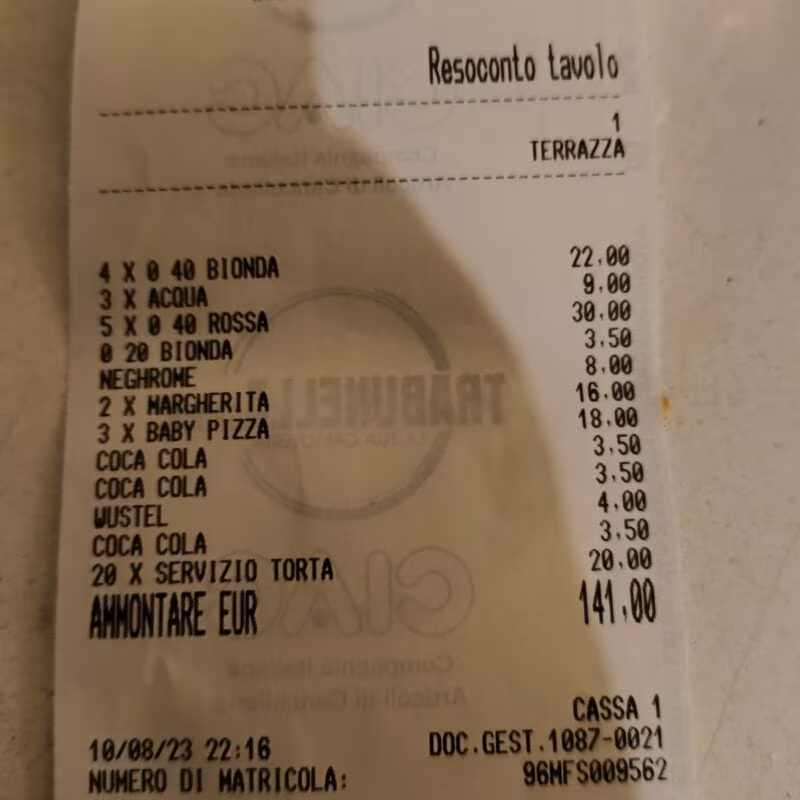 Resoconto tavolo
1
TERRAZZA
4 X 0 40 BIONDA 22,00
3 X ACQUA 9,00
5 X 0 40 ROSSA 30,00
0 20 BIONDA 3,50
NEGHROME 8,00
2 X MARGHERITA 16,00
3 X BABY PIZZA 18,00
COCA COLA 3,50
COCA COLA 3,50
WUSTEL 4,00
COCA COLA 3,50
20 X SERVIZIO TORTA 20,00
AMMONTARE EUR 141,00
CASSA 1
10/08/23 22:16 DOC.GEST.1087-0021
NUMERO DI MATRICOLA: 96MFS009562